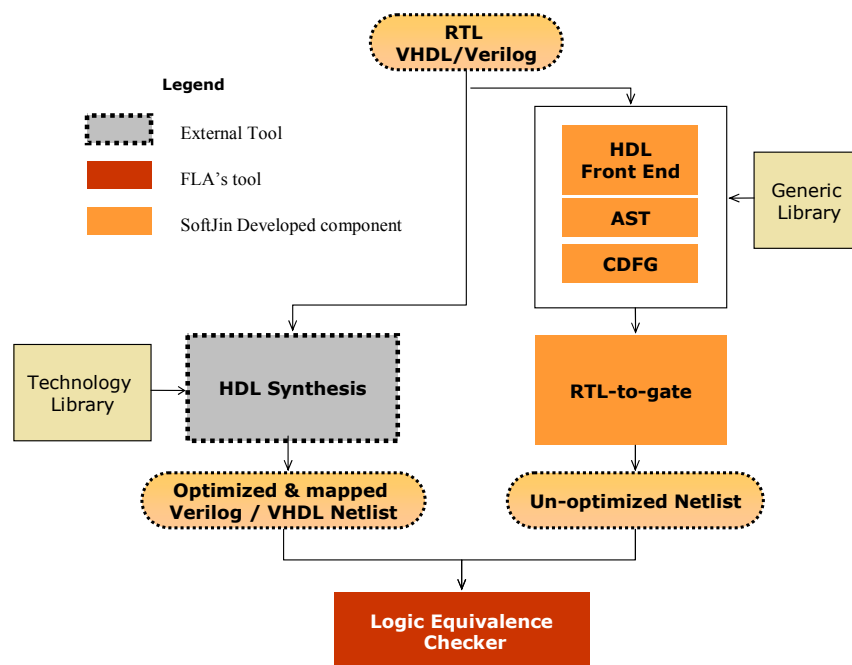 RTL
VHDL/Verilog
Legend
External Tool
FLA's tool
SoftJin Developed component
HDL
Front End
AST
CDFG
Generic
Library
Technology
Library
HDL Synthesis
RTL-to-gate
Optimized & mapped
Verilog / VHDL Netlist
Un-optimized Netlist
Logic Equivalence
Checker